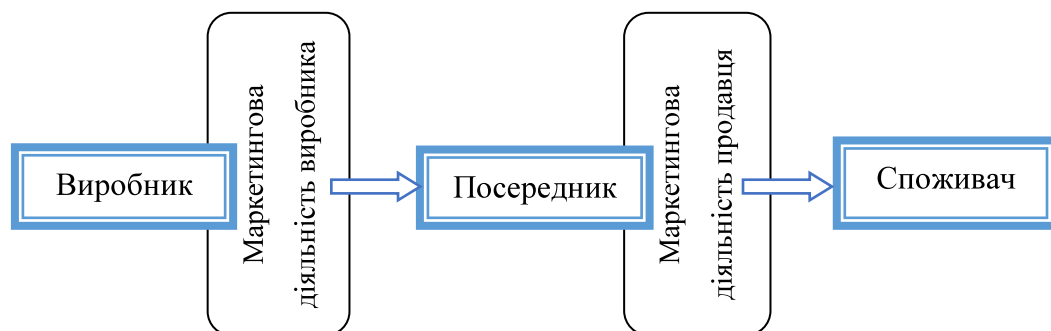 Виробник
Маркетингова
діяльність виробника
Посередник
Маркетингова
діяльність продавця
Споживач